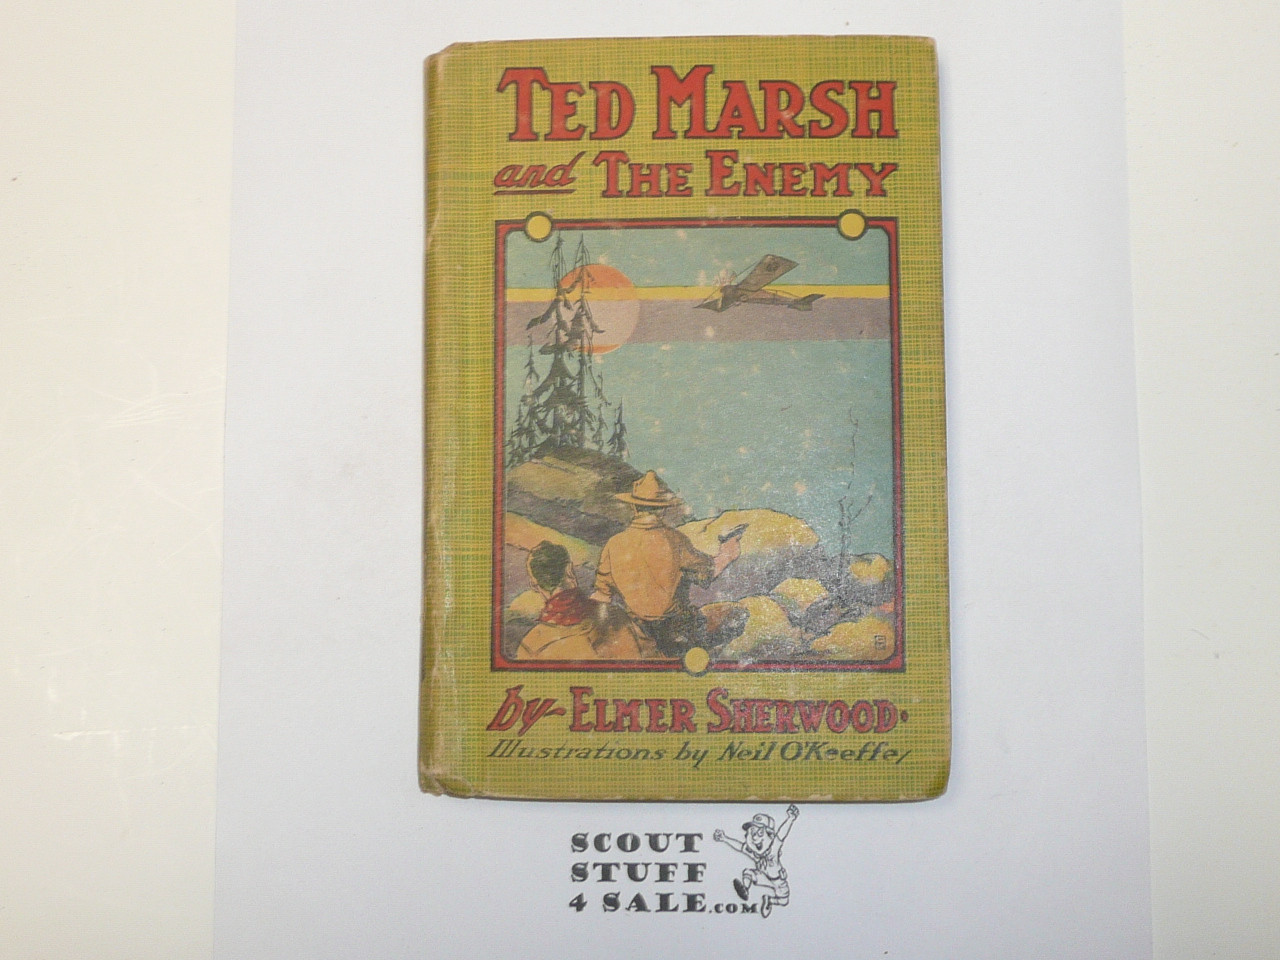 TED MARSH
and THE ENEMY
by ELMER SHERWOOD.
Illustrations by Neil O'Keeffe
SCOUT
STUFF
4 SALE.COM